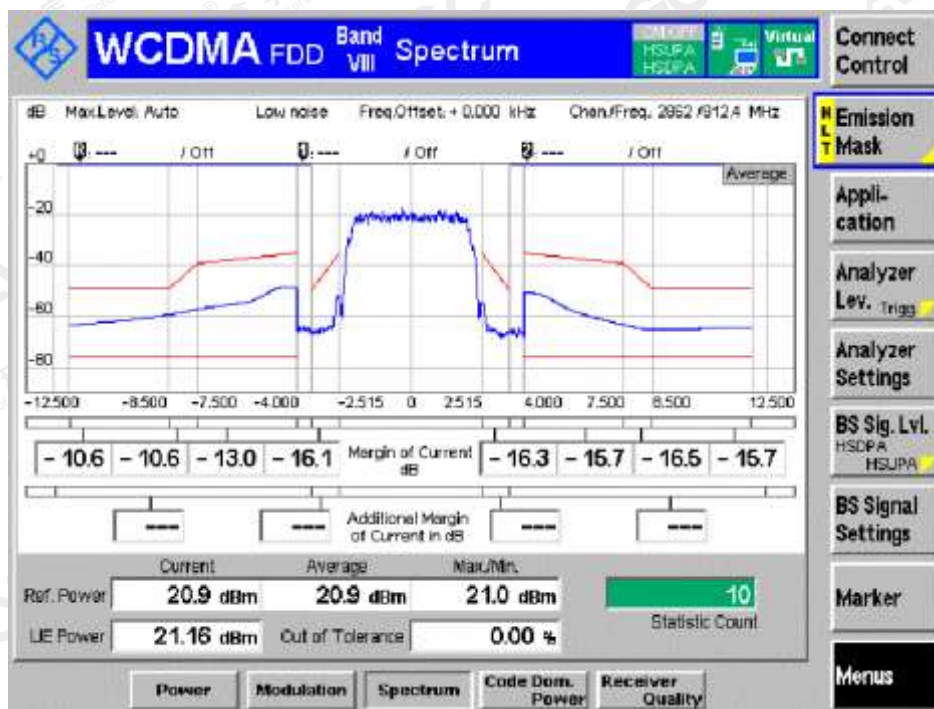 R&S
WCDMA FDD Band VIII Spectrum
HSUPA
HSDPA
Virtual
Connect Control
dB Max.Level: Auto Low noise Freq.Offset: + 0.000 kHz Chan./Freq.: 2862 /912.4 MHz
+0 --- / Off 1: --- / Off 2: --- / Off
Average
-20
-40
-60
-80
-12.500 -8.500 -7.500 -4.000 -2.515 0 2.515 4.000 7.500 8.500 12.500
- 10.6 - 10.6 - 13.0 - 16.1 Margin of Current dB - 16.3 - 15.7 - 16.5 - 15.7
--- --- Additional Margin of Current in dB --- ---
Current Average Max./Min.
Ref. Power 20.9 dBm 20.9 dBm 21.0 dBm 10
Statistic Count
UE Power 21.16 dBm Out of Tolerance 0.00 %
Power Modulation Spectrum Code Dom. Power Receiver Quality
HLT
Emission Mask
Appli-
cation
Analyzer
Lev. Trigg.
Analyzer
Settings
BS Sig. Lvl.
HSDPA
HSUPA
BS Signal
Settings
Marker
Menus